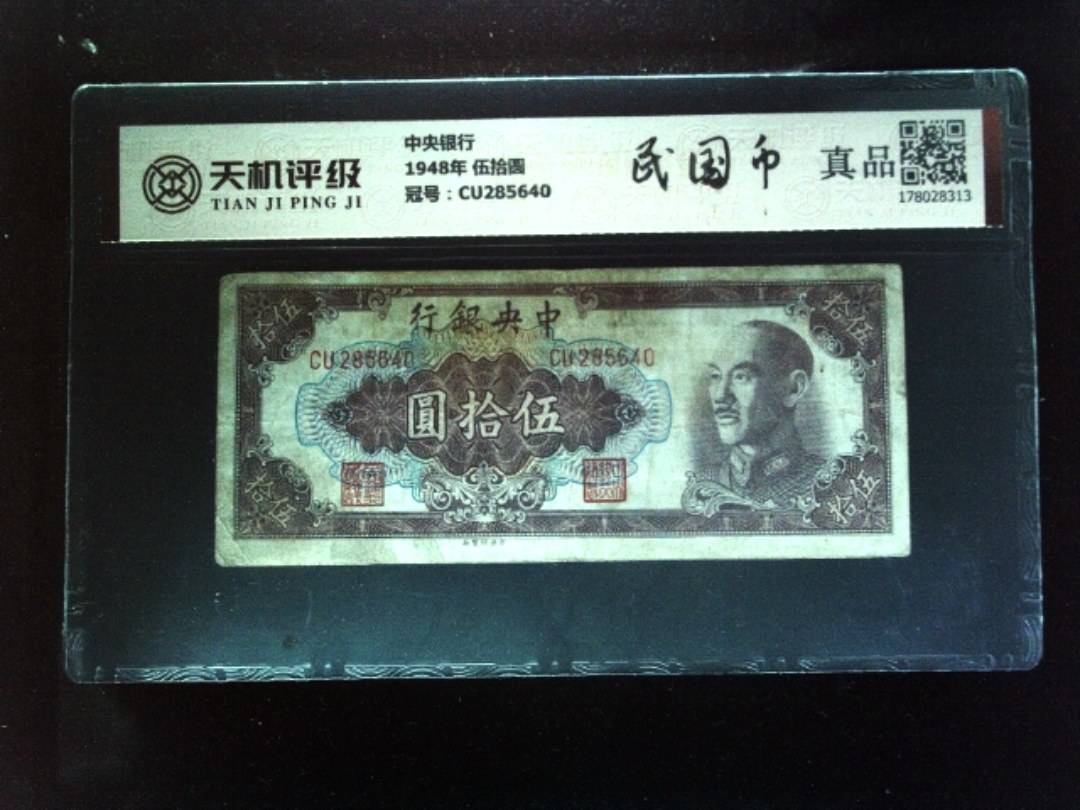 天机评级
TIAN JI PING JI
中央银行
1948年 伍拾圆
冠号：CU285640
民国币
真品
178028313
行銀央中
拾伍
拾伍
CU285640
CU285640
圓拾伍
拾伍
拾伍